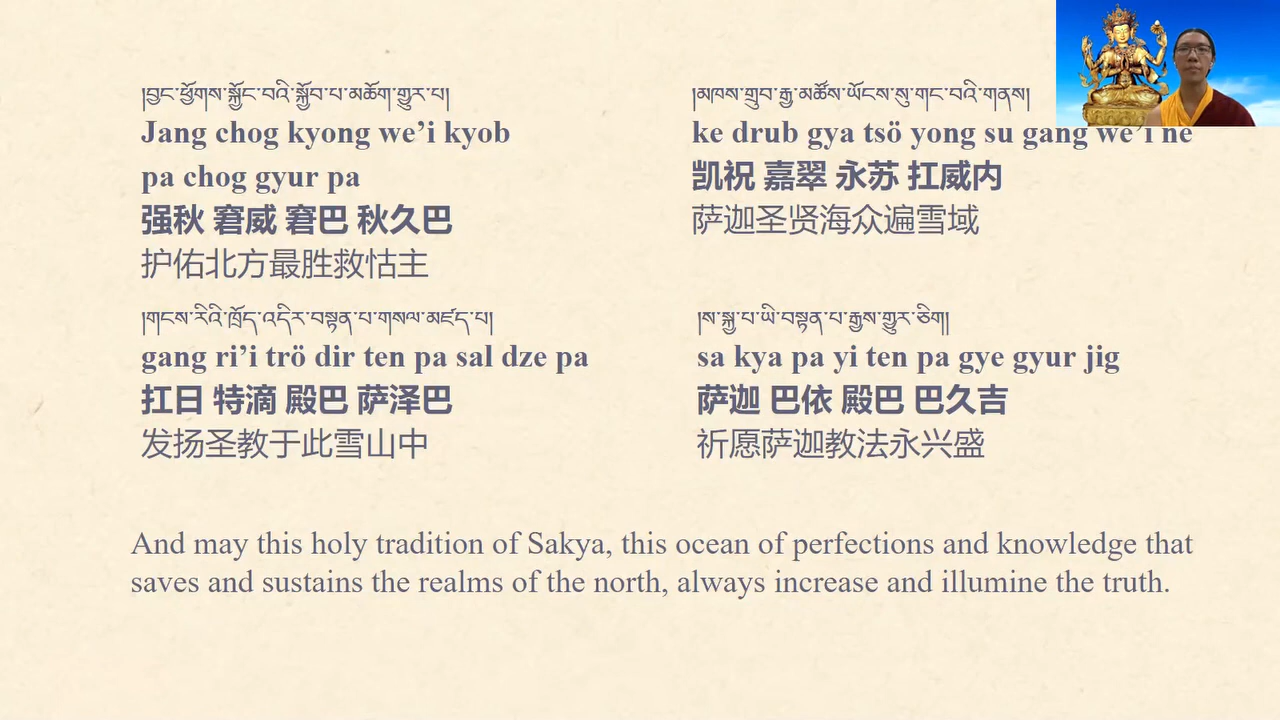 །བྱང་ཕྱོགས་སྐྱོང་བའི་སྐྱོབ་པ་མཆོག་གྱུར་པ།
Jang chog kyong we’i kyob
pa chog gyur pa
强秋 窘威 窘巴 秋久巴
护佑北方最胜救怙主
།མཁས་གྲུབ་རྒྱ་མཚོས་ཡོངས་སུ་གང་བའི་གནས།
ke drub gya tsö yong su gang we’i ne
凯祝 嘉翠 永苏 扛威内
萨迦圣贤海众遍雪域
།གངས་རིའི་ཁྲོད་འདིར་བསྟན་པ་གསལ་མཛད་པ།
gang ri’i trö dir ten pa sal dze pa
扛日 特滴 殿巴 萨泽巴
发扬圣教于此雪山中
།ས་སྐྱ་པ་ཡི་བསྟན་པ་རྒྱས་གྱུར་ཅིག།
sa kya pa yi ten pa gye gyur jig
萨迦 巴依 殿巴 巴久吉
祈愿萨迦教法永兴盛
And may this holy tradition of Sakya, this ocean of perfections and knowledge that
saves and sustains the realms of the north, always increase and illumine the truth.